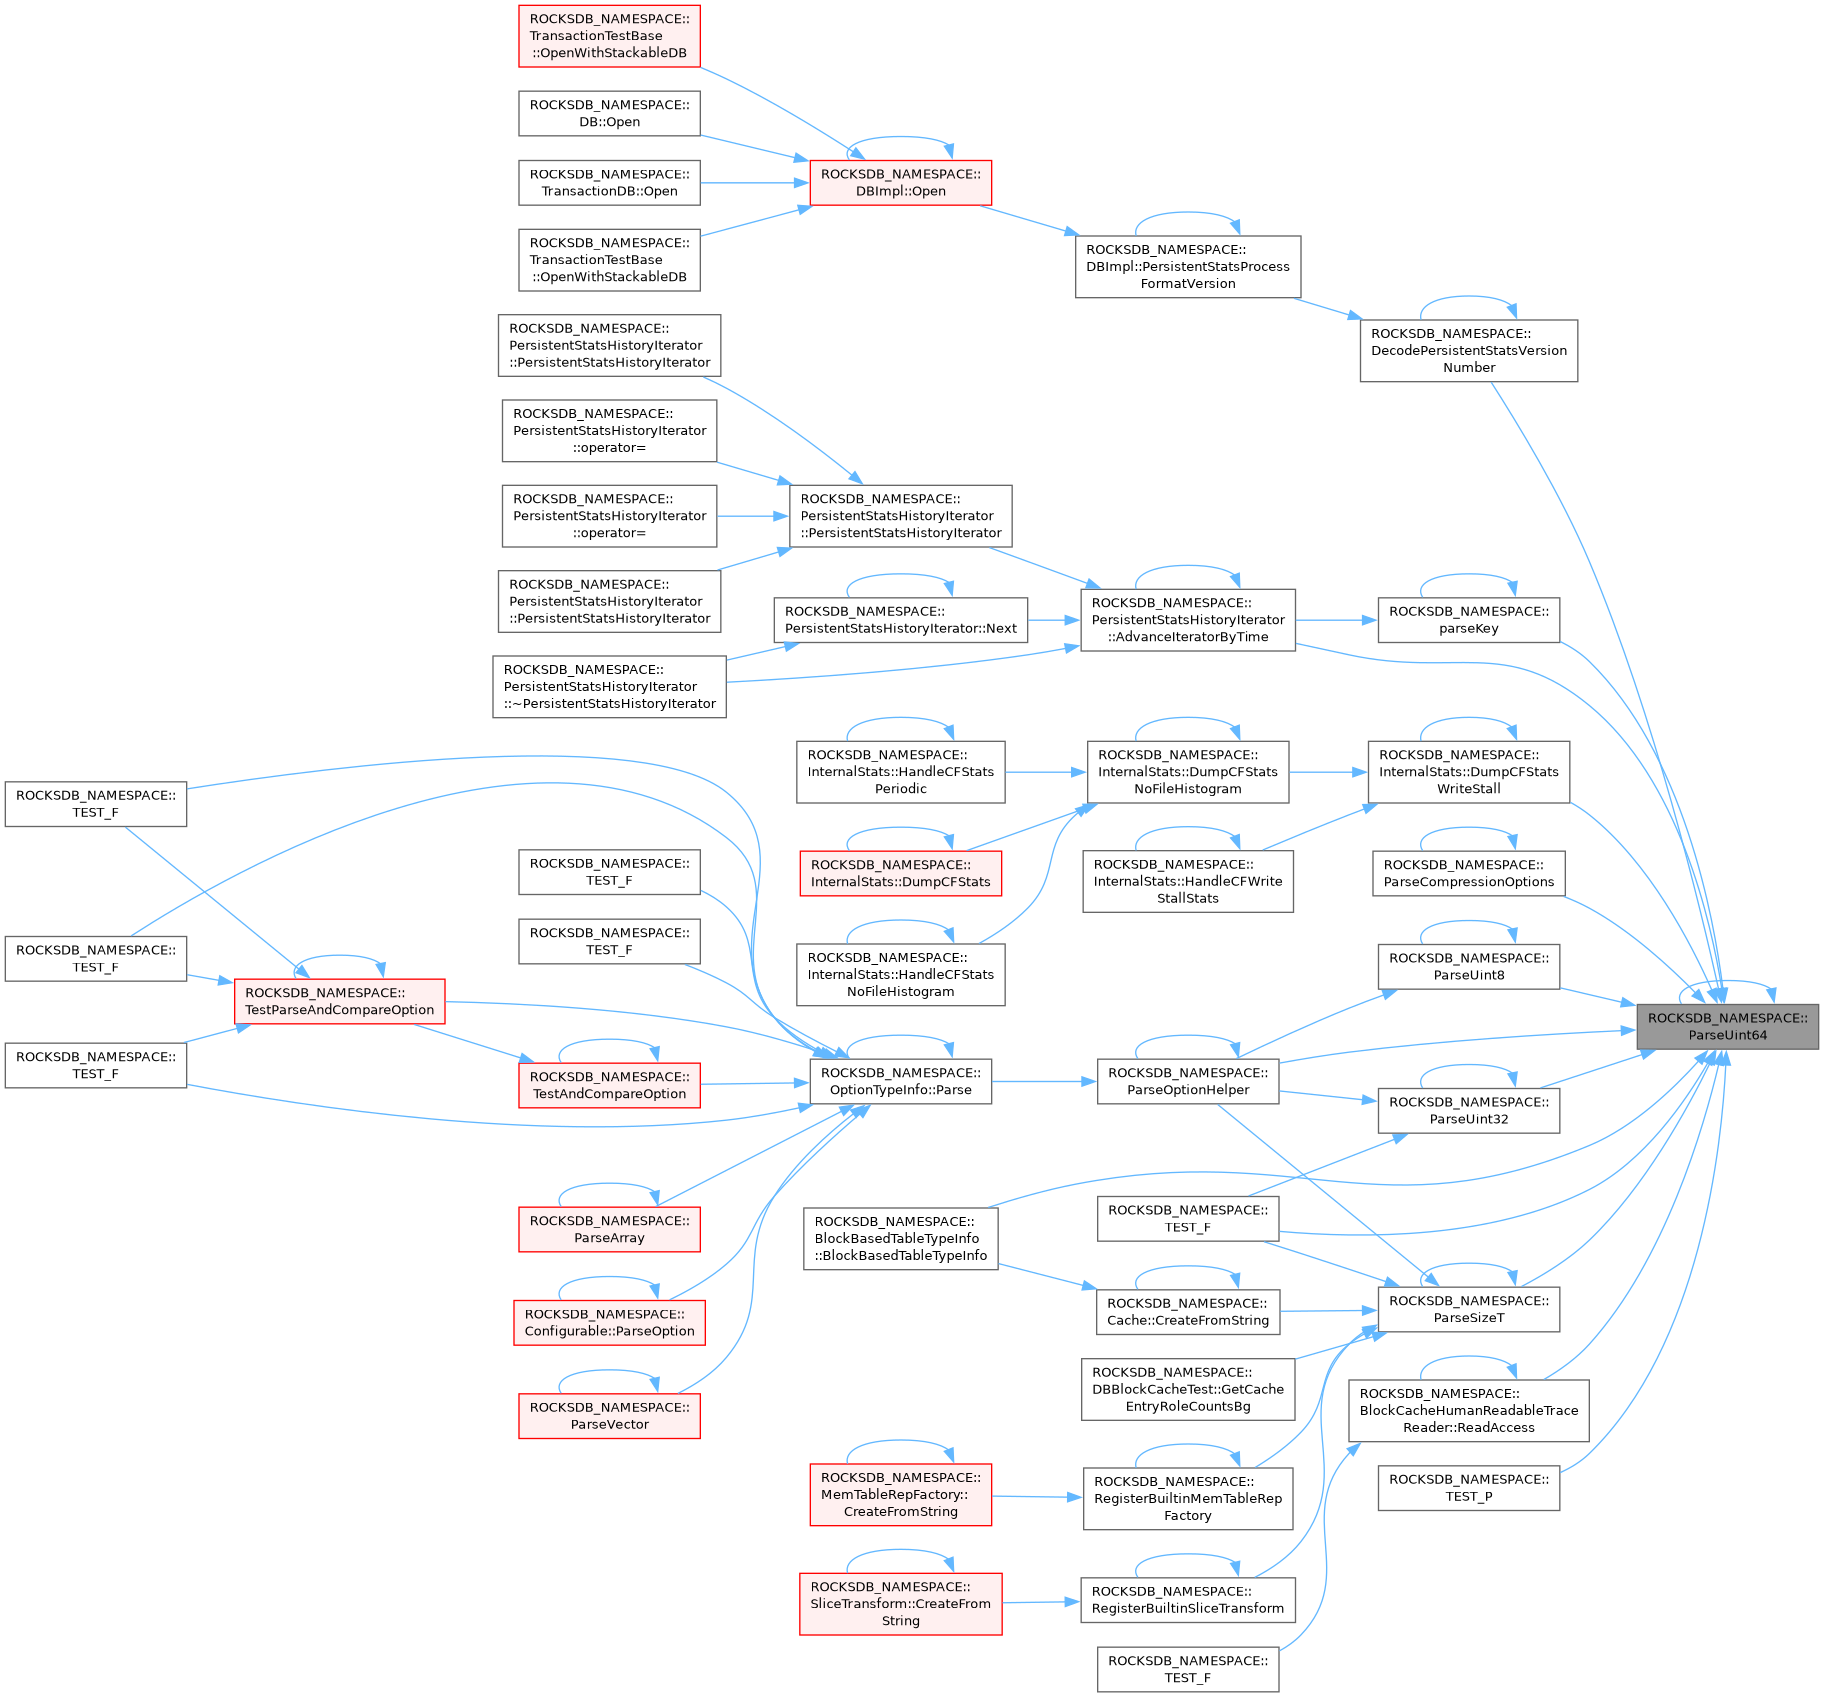 ROCKSDB_NAMESPACE::
TransactionTestBase
::OpenWithStackableDB
ROCKSDB_NAMESPACE::
DB::Open
ROCKSDB_NAMESPACE::
TransactionDB::Open
ROCKSDB_NAMESPACE::
TransactionTestBase
::OpenWithStackableDB
ROCKSDB_NAMESPACE::
DBImpl::Open
ROCKSDB_NAMESPACE::
DBImpl::PersistentStatsProcess
FormatVersion
ROCKSDB_NAMESPACE::
DecodePersistentStatsVersion
Number
ROCKSDB_NAMESPACE::
PersistentStatsHistoryIterator
::PersistentStatsHistoryIterator
ROCKSDB_NAMESPACE::
PersistentStatsHistoryIterator
::operator=
ROCKSDB_NAMESPACE::
PersistentStatsHistoryIterator
::operator=
ROCKSDB_NAMESPACE::
PersistentStatsHistoryIterator
::PersistentStatsHistoryIterator
ROCKSDB_NAMESPACE::
PersistentStatsHistoryIterator
::~PersistentStatsHistoryIterator
ROCKSDB_NAMESPACE::
PersistentStatsHistoryIterator
::PersistentStatsHistoryIterator
ROCKSDB_NAMESPACE::
PersistentStatsHistoryIterator::Next
ROCKSDB_NAMESPACE::
PersistentStatsHistoryIterator
::AdvanceIteratorByTime
ROCKSDB_NAMESPACE::
parseKey
ROCKSDB_NAMESPACE::
InternalStats::HandleCFStats
Periodic
ROCKSDB_NAMESPACE::
InternalStats::DumpCFStats
NoFileHistogram
ROCKSDB_NAMESPACE::
InternalStats::DumpCFStats
WriteStall
ROCKSDB_NAMESPACE::
InternalStats::DumpCFStats
ROCKSDB_NAMESPACE::
InternalStats::HandleCFWrite
StallStats
ROCKSDB_NAMESPACE::
ParseCompressionOptions
ROCKSDB_NAMESPACE::
InternalStats::HandleCFStats
NoFileHistogram
ROCKSDB_NAMESPACE::
ParseUint8
ROCKSDB_NAMESPACE::
ParseUint64
ROCKSDB_NAMESPACE::
TEST_F
ROCKSDB_NAMESPACE::
TEST_F
ROCKSDB_NAMESPACE::
TEST_F
ROCKSDB_NAMESPACE::
TEST_F
ROCKSDB_NAMESPACE::
TEST_F
ROCKSDB_NAMESPACE::
TestParseAndCompareOption
ROCKSDB_NAMESPACE::
TestAndCompareOption
ROCKSDB_NAMESPACE::
OptionTypeInfo::Parse
ROCKSDB_NAMESPACE::
ParseOptionHelper
ROCKSDB_NAMESPACE::
ParseUint32
ROCKSDB_NAMESPACE::
ParseArray
ROCKSDB_NAMESPACE::
Configurable::ParseOption
ROCKSDB_NAMESPACE::
ParseVector
ROCKSDB_NAMESPACE::
BlockBasedTableTypeInfo
::BlockBasedTableTypeInfo
ROCKSDB_NAMESPACE::
TEST_F
ROCKSDB_NAMESPACE::
Cache::CreateFromString
ROCKSDB_NAMESPACE::
ParseSizeT
ROCKSDB_NAMESPACE::
DBBlockCacheTest::GetCache
EntryRoleCountsBg
ROCKSDB_NAMESPACE::
BlockCacheHumanReadableTrace
Reader::ReadAccess
ROCKSDB_NAMESPACE::
MemTableRepFactory::
CreateFromString
ROCKSDB_NAMESPACE::
RegisterBuiltinMemTableRep
Factory
ROCKSDB_NAMESPACE::
TEST_P
ROCKSDB_NAMESPACE::
SliceTransform::CreateFrom
String
ROCKSDB_NAMESPACE::
RegisterBuiltinSliceTransform
ROCKSDB_NAMESPACE::
TEST_F